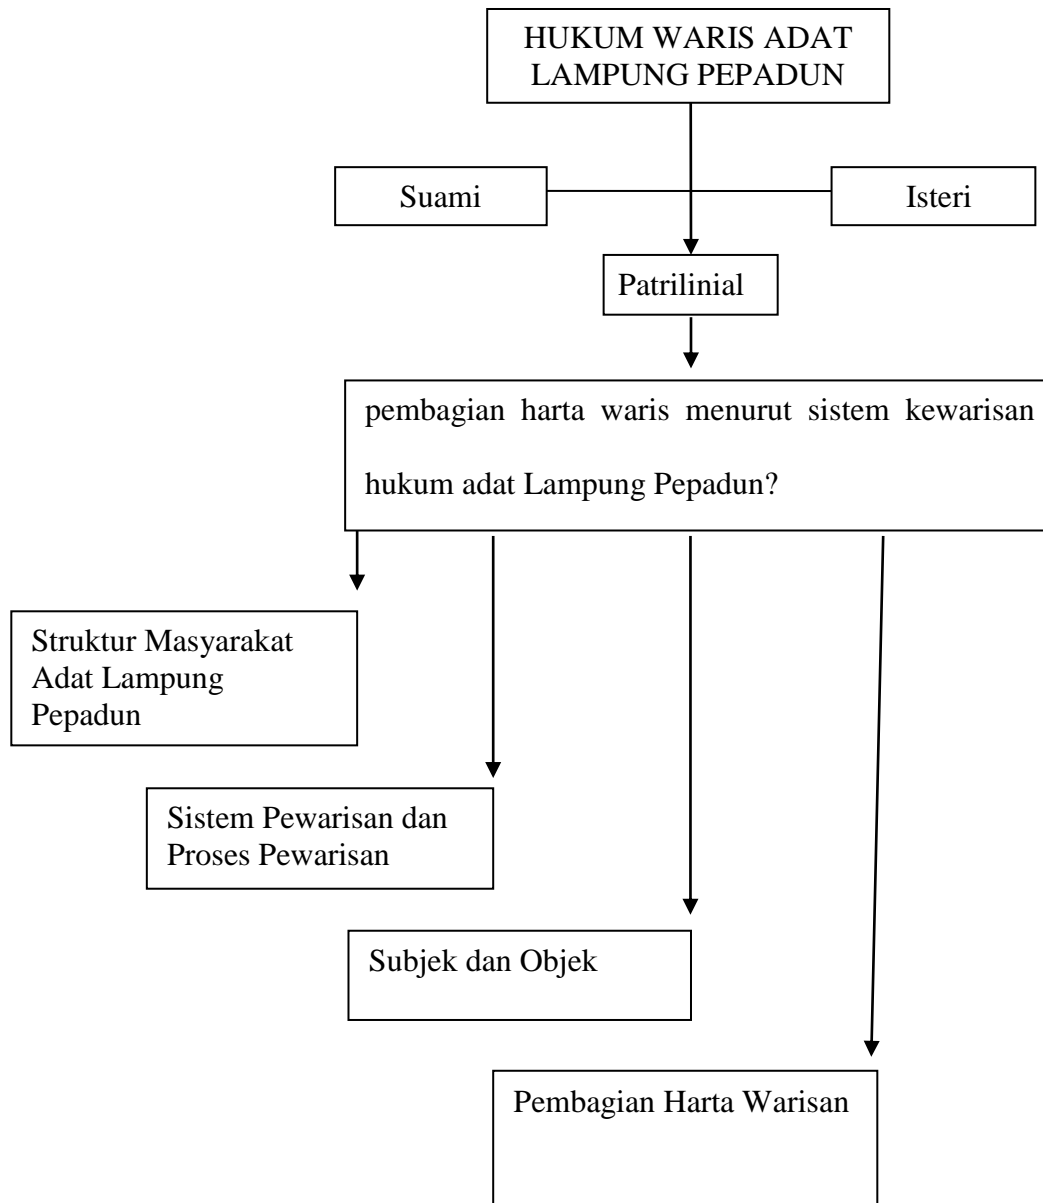 HUKUM WARIS ADAT
LAMPUNG PEPADUN
Suami
Isteri
Patrilinial
pembagian harta waris menurut sistem kewarisan
hukum adat Lampung Pepadun?
Struktur Masyarakat
Adat Lampung
Pepadun
Sistem Pewarisan dan
Proses Pewarisan
Subjek dan Objek
Pembagian Harta Warisan